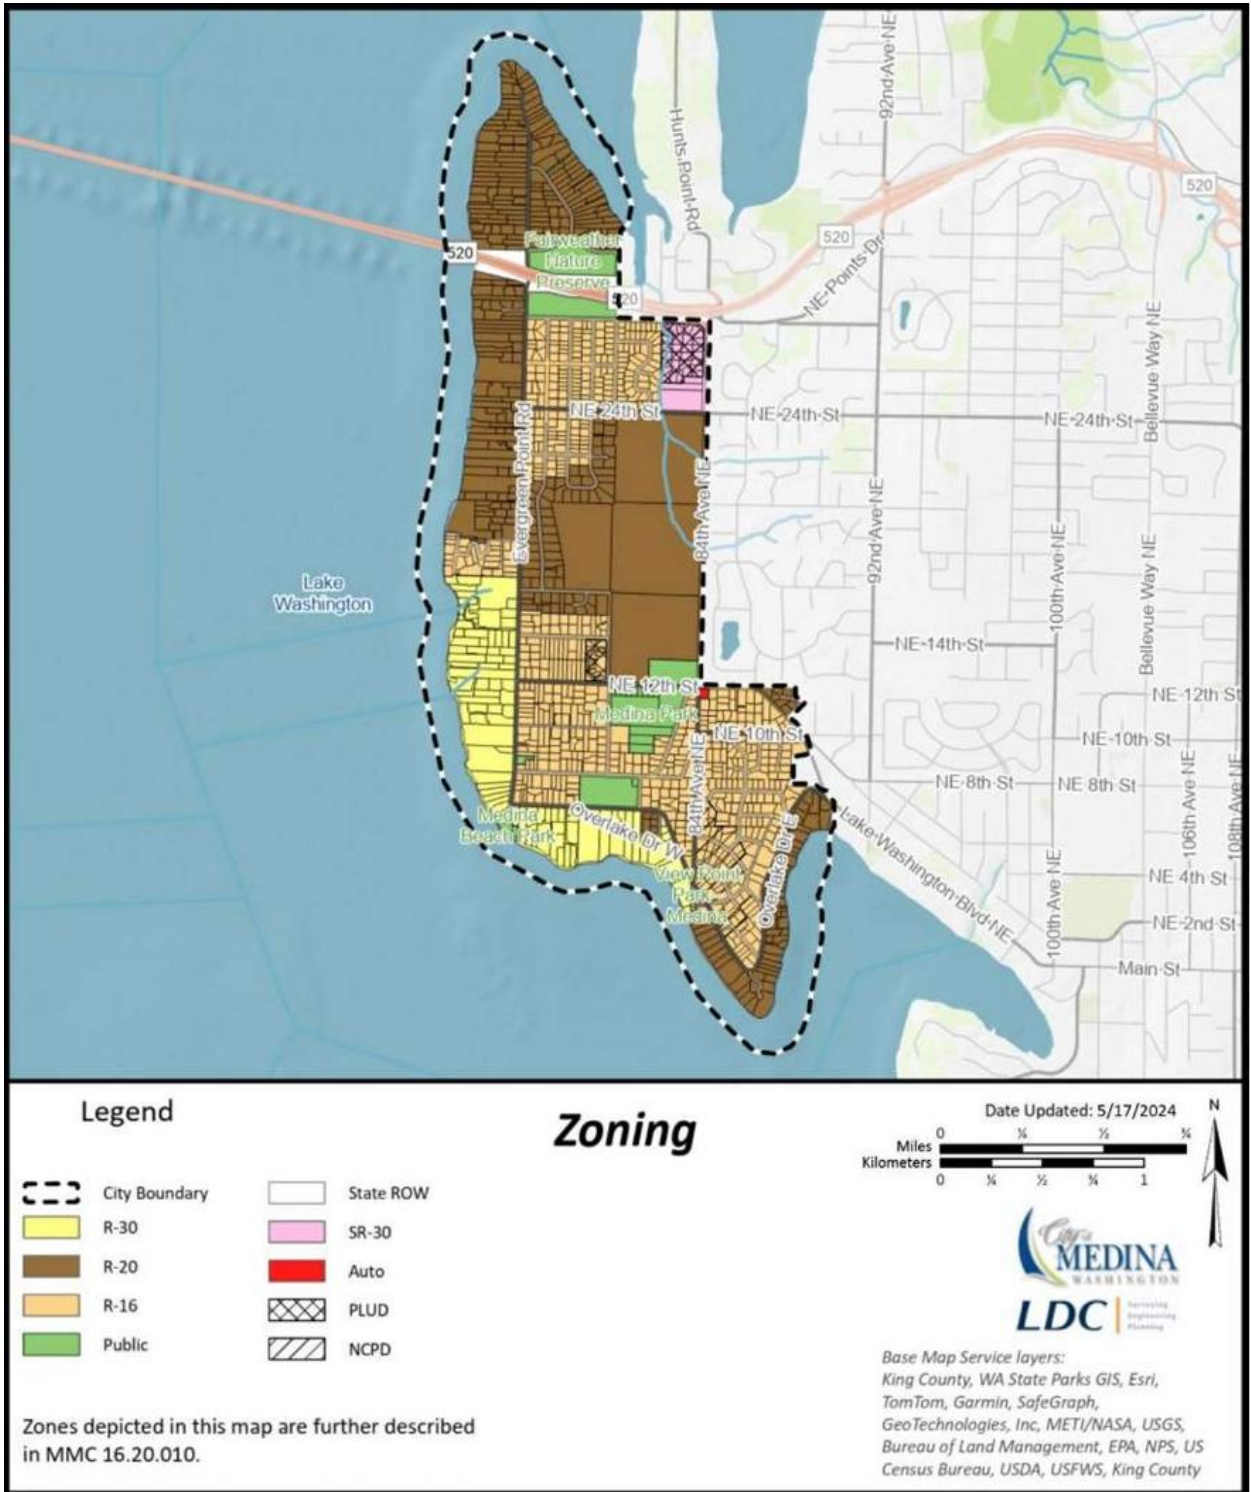 92nd Ave NE
Hunts Point Rd
520
520
520
520
Fairweather
Nature
Preserve
NE Points Dr
Bellevue Way NE
NE 24th St
NE 24th St
NE 24th St
Evergreen Point Rd
84th Ave NE
92nd Ave NE
100th Ave NE
Bellevue Way NE
Lake
Washington
NE 14th St
NE 12th St
NE 12th St
Medina Park
NE 10th St
NE 10th St
84th Ave NE
NE 8th St
NE 8th St
106th Ave NE
108th Ave NE
Medina
Beach Park
Overlake Dr W
Overlake Dr E
Lake Washington Blvd NE
View Point
Park
Medina
100th Ave NE
NE 4th St
NE 2nd St
Main St
Legend
Zoning
Date Updated: 5/17/2024
N
0 ¼ ½ ¾
Miles
Kilometers
0 ¼ ½ ¾ 1
City Boundary
R-30
R-20
R-16
Public
State ROW
SR-30
Auto
PLUD
NCPD
City of
MEDINA
WASHINGTON
LDC
Surveying
Engineering
Planning
Zones depicted in this map are further described
in MMC 16.20.010.
Base Map Service layers:
King County, WA State Parks GIS, Esri,
TomTom, Garmin, SafeGraph,
GeoTechnologies, Inc, METI/NASA, USGS,
Bureau of Land Management, EPA, NPS, US
Census Bureau, USDA, USFWS, King County